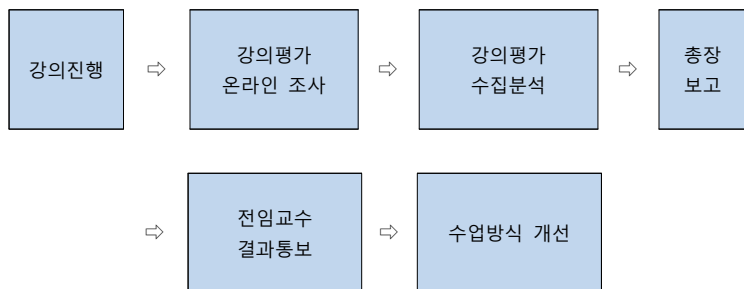 강의진행
⇨
강의평가
온라인 조사
⇨
강의평가
수집분석
⇨
총장
보고
⇨
전임교수
결과통보
⇨
수업방식 개선